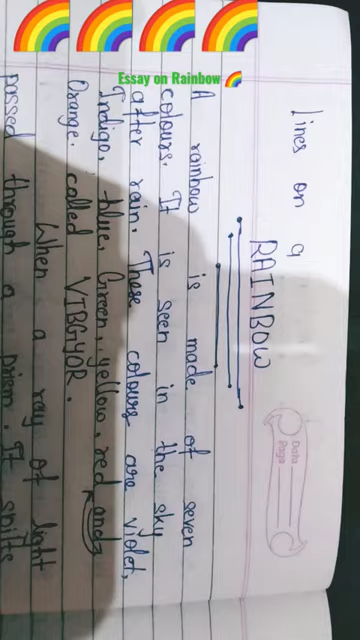 Essay on Rainbow 🌈
Lines on a
RAINBOW
Date
Page
A rainbow is made of seven
colours. It is seen in the sky
after rain. These colours are violet,
Indigo, blue, Green, yellow, red and
Orange. called VIBGYOR.
When a ray of light
passed through a prism. It splits